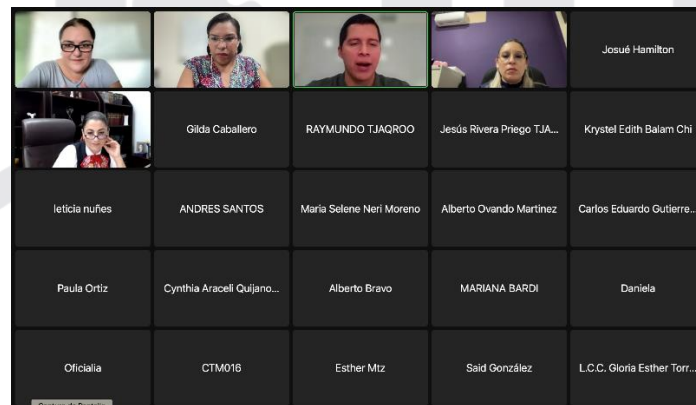 Josué Hamilton
Gilda Caballero
RAYMUNDO TJAQROO
Jesús Rivera Priego TJA...
Krystel Edith Balam Chi
leticia nuñes
ANDRES SANTOS
Maria Selene Neri Moreno
Alberto Ovando Martinez
Carlos Eduardo Gutierre...
Paula Ortiz
Cynthia Araceli Quijano...
Alberto Bravo
MARIANA BARDI
Daniela
Oficialia
CTM016
Esther Mtz
Said González
L.C.C. Gloria Esther Torr...